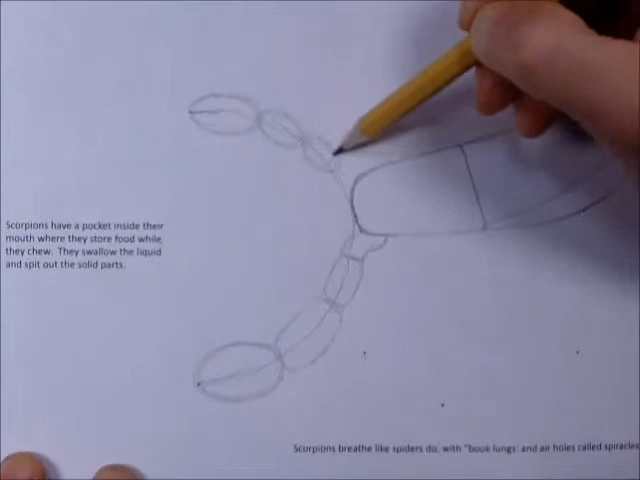 Scorpions have a pocket inside their
mouth where they store food while
they chew. They swallow the liquid
and spit out the solid parts.
Scorpions breathe like spiders do, with "book lungs: and air holes called spiracles